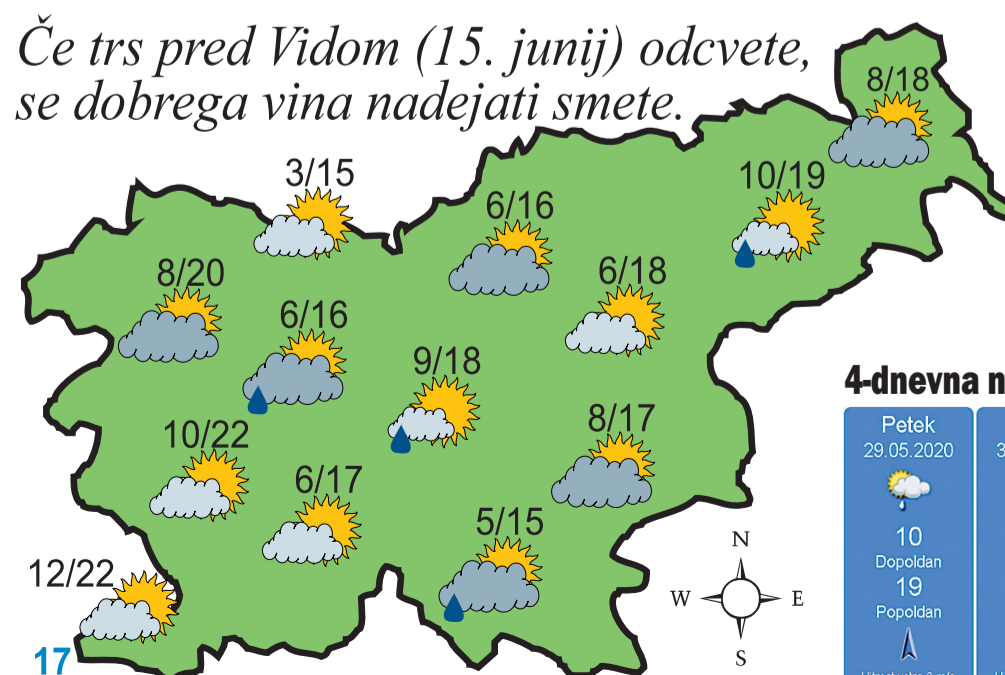 Če trs pred Vidom (15. junij) odcvete,
se dobrega vina nadejati smete.
8/18
3/15
10/19
6/16
8/20
6/18
6/16
9/18
10/22
8/17
6/17
5/15
12/22
17
N
W
E
S
4-dnevna n
Petek
29.05.2020
3
10
Dopoldan
19
Popoldan